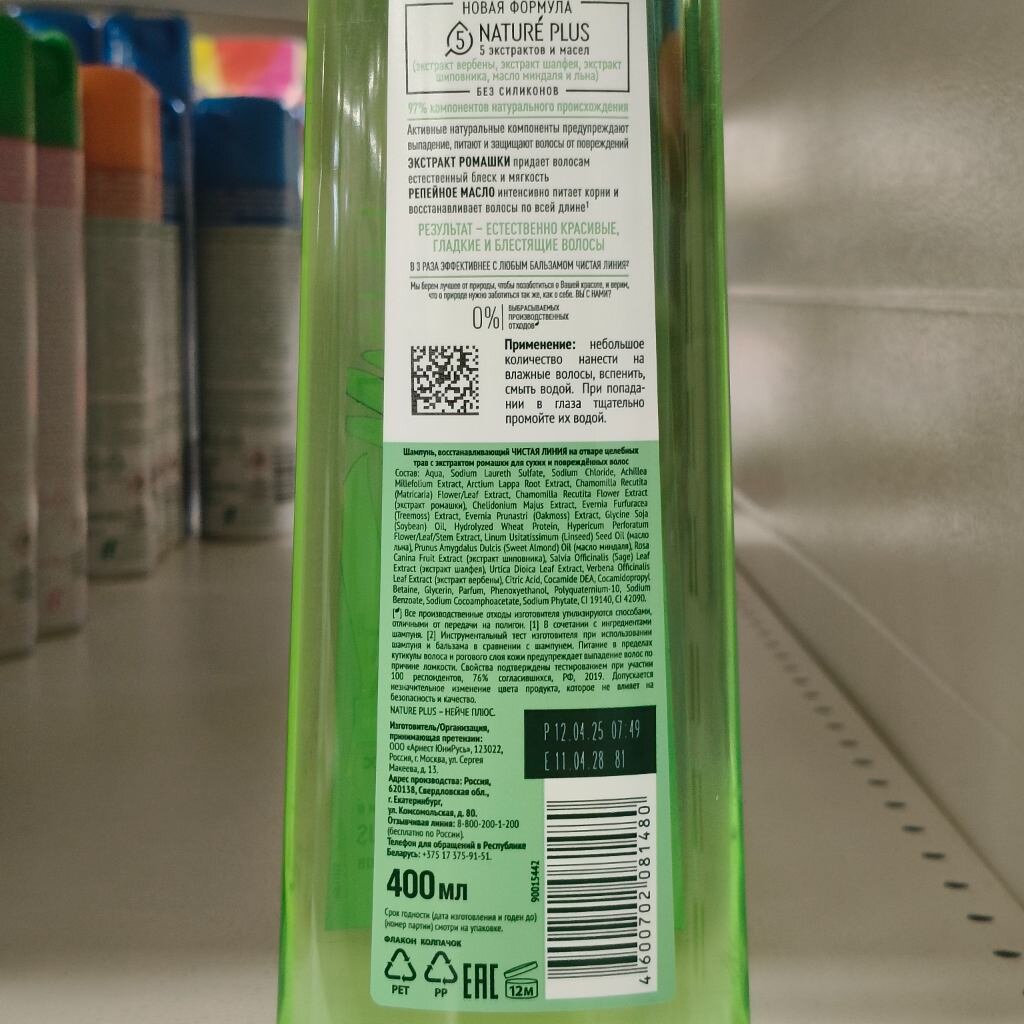 НОВАЯ ФОРМУЛА
5 NATURÉ PLUS
5 экстрактов и масел
(экстракт вербены, экстракт шалфея, экстракт
шиповника, масло миндаля и льна)
БЕЗ СИЛИКОНОВ
97% компонентов натурального происхождения
Активные натуральные компоненты предупреждают
выпадение, питают и защищают волосы от повреждений
ЭКСТРАКТ РОМАШКИ придает волосам
естественный блеск и мягкость
РЕПЕЙНОЕ МАСЛО интенсивно питает корни и
восстанавливает волосы по всей длине¹
РЕЗУЛЬТАТ – ЕСТЕСТВЕННО КРАСИВЫЕ,
ГЛАДКИЕ И БЛЕСТЯЩИЕ ВОЛОСЫ
В 3 РАЗА ЭФФЕКТИВНЕЕ С ЛЮБЫМ БАЛЬЗАМОМ ЧИСТАЯ ЛИНИЯ²
Мы берем лучшее от природы, чтобы позаботиться о Вашей красоте, и верим,
что о природе нужно заботиться так же, как о себе. ВЫ С НАМИ?
0% ВЫБРАСЫВАЕМЫХ
ПРОИЗВОДСТВЕННЫХ
ОТХОДОВ
Применение: небольшое
количество нанести на
влажные волосы, вспенить,
смыть водой. При попада-
нии в глаза тщательно
промойте их водой.
Шампунь, восстанавливающий ЧИСТАЯ ЛИНИЯ на отваре целебных
трав с экстрактом ромашки для сухих и повреждённых волос
Состав: Aqua, Sodium Laureth Sulfate, Sodium Chloride, Achillea
Millefolium Extract, Arctium Lappa Root Extract, Chamomilla Recutita
(Matricaria) Flower/Leaf Extract, Chamomilla Recutita Flower Extract
(экстракт ромашки), Chelidonium Majus Extract, Evernia Furfuracea
(Treemoss) Extract, Evernia Prunastri (Oakmoss) Extract, Glycine Soja
(Soybean) Oil, Hydrolyzed Wheat Protein, Hypericum Perforatum
Flower/Leaf/Stem Extract, Linum Usitatissimum (Linseed) Seed Oil (масло
льна), Prunus Amygdalus Dulcis (Sweet Almond) Oil (масло миндаля), Rosa
Canina Fruit Extract (экстракт шиповника), Salvia Officinalis (Sage) Leaf
Extract (экстракт шалфея), Urtica Dioica Leaf Extract, Verbena Officinalis
Leaf Extract (экстракт вербены), Citric Acid, Cocamide DEA, Cocamidopropyl
Betaine, Glycerin, Parfum, Phenoxyethanol, Polyquaternium-10, Sodium
Benzoate, Sodium Cocoamphoacetate, Sodium Phytate, CI 19140, CI 42090.
( ) Все производственные отходы изготовителя утилизируются способами,
отличными от передачи на полигон. [1] В сочетании с ингредиентами
шампуня. [2] Инструментальный тест изготовителя при использовании
шампуня и бальзама в сравнении с шампунем. Питание в пределах
кутикулы волоса и рогового слоя кожи предупреждает выпадение волос по
причине ломкости. Свойства подтверждены тестированием при участии
100 респондентов, 76% согласившихся, РФ, 2019. Допускается
незначительное изменение цвета продукта, которое не влияет на
безопасность и качество.
NATURE PLUS – НЕЙЧЕ ПЛЮС.
Изготовитель/Организация,
принимающая претензии:
ООО «Арнест ЮниРусь», 123022,
Россия, г. Москва, ул. Сергея
Макеева, д. 13.
Адрес производства: Россия,
620138, Свердловская обл.,
г. Екатеринбург,
ул. Комсомольская, д. 80.
Отзывчивая линия: 8-800-200-1-200
(бесплатно по России).
Телефон для обращений в Республике
Беларусь: +375 17 375-91-51.
P 12.04.25 07:49
E 11.04.28 81
400 мл
Срок годности (дата изготовления и годен до)
(номер партии) смотри на упаковке.
ФЛАКОН КОЛПАЧОК
PET PP EAC 12М
90015442
4 600702 081480